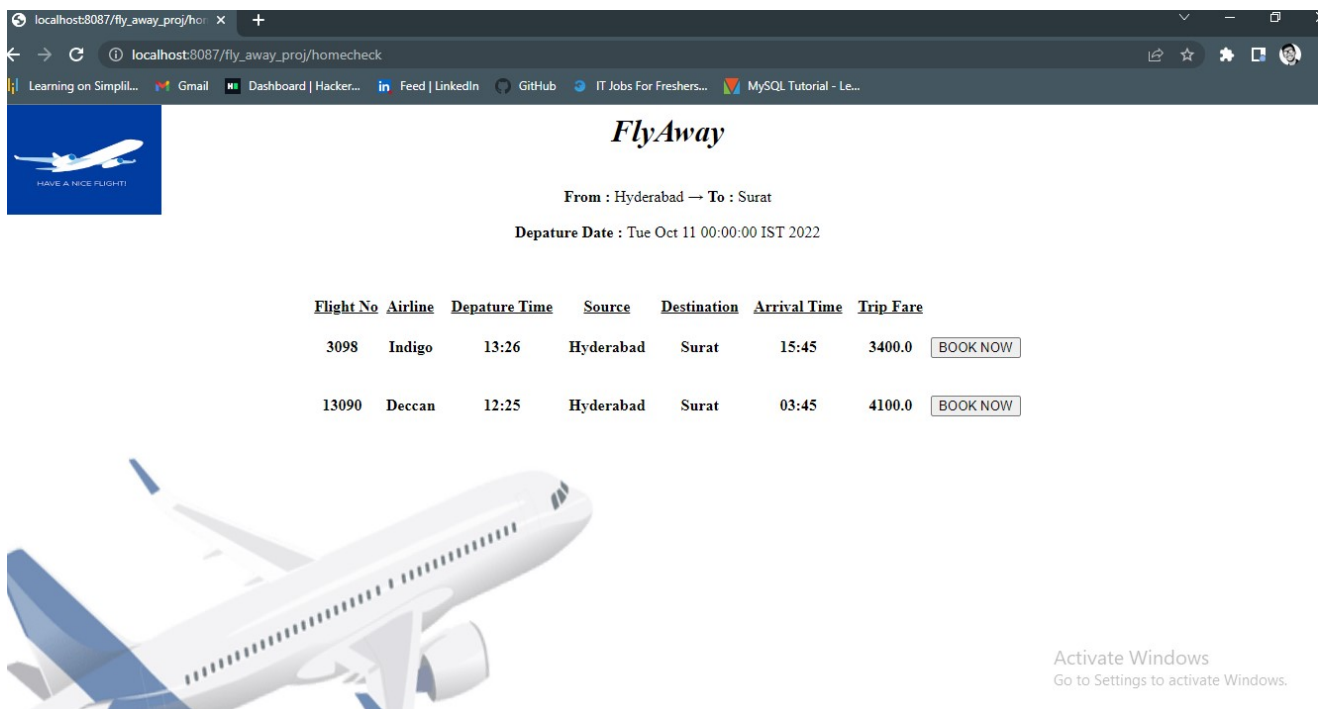 localhost:8087/fly_away_proj/hom
localhost:8087/fly_away_proj/homecheck
Learning on Simplil... Gmail Dashboard | Hacker... Feed | LinkedIn GitHub IT Jobs For Freshers... MySQL Tutorial - Le...
FlyAway
HAVE A NICE FLIGHT!
From : Hyderabad → To : Surat
Depature Date : Tue Oct 11 00:00:00 IST 2022
Flight No Airline Depature Time Source Destination Arrival Time Trip Fare
3098 Indigo 13:26 Hyderabad Surat 15:45 3400.0 BOOK NOW
13090 Deccan 12:25 Hyderabad Surat 03:45 4100.0 BOOK NOW
Activate Windows
Go to Settings to activate Windows.